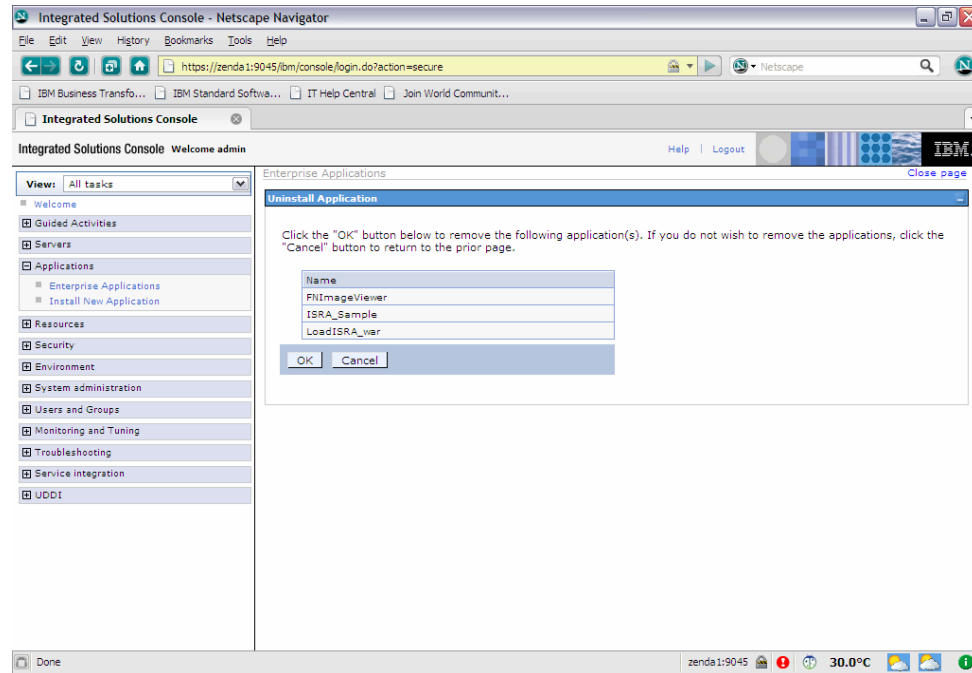 Integrated Solutions Console - Netscape Navigator
File Edit View History Bookmarks Tools Help
https://zenda1:9045/ibm/console/login.do?action=secure
Netscape
IBM Business Transfo... IBM Standard Softwa... IT Help Central Join World Communit...
Integrated Solutions Console
Integrated Solutions Console Welcome admin
Help | Logout
IBM.
View: All tasks
Welcome
Guided Activities
Servers
Applications
Enterprise Applications
Install New Application
Resources
Security
Environment
System administration
Users and Groups
Monitoring and Tuning
Troubleshooting
Service integration
UDDI
Enterprise Applications
Close page
Uninstall Application
Click the "OK" button below to remove the following application(s). If you do not wish to remove the applications, click the
"Cancel" button to return to the prior page.
Name
FNImageViewer
ISRA_Sample
LoadISRA_war
OK Cancel
Done
zenda1:9045
30.0°C